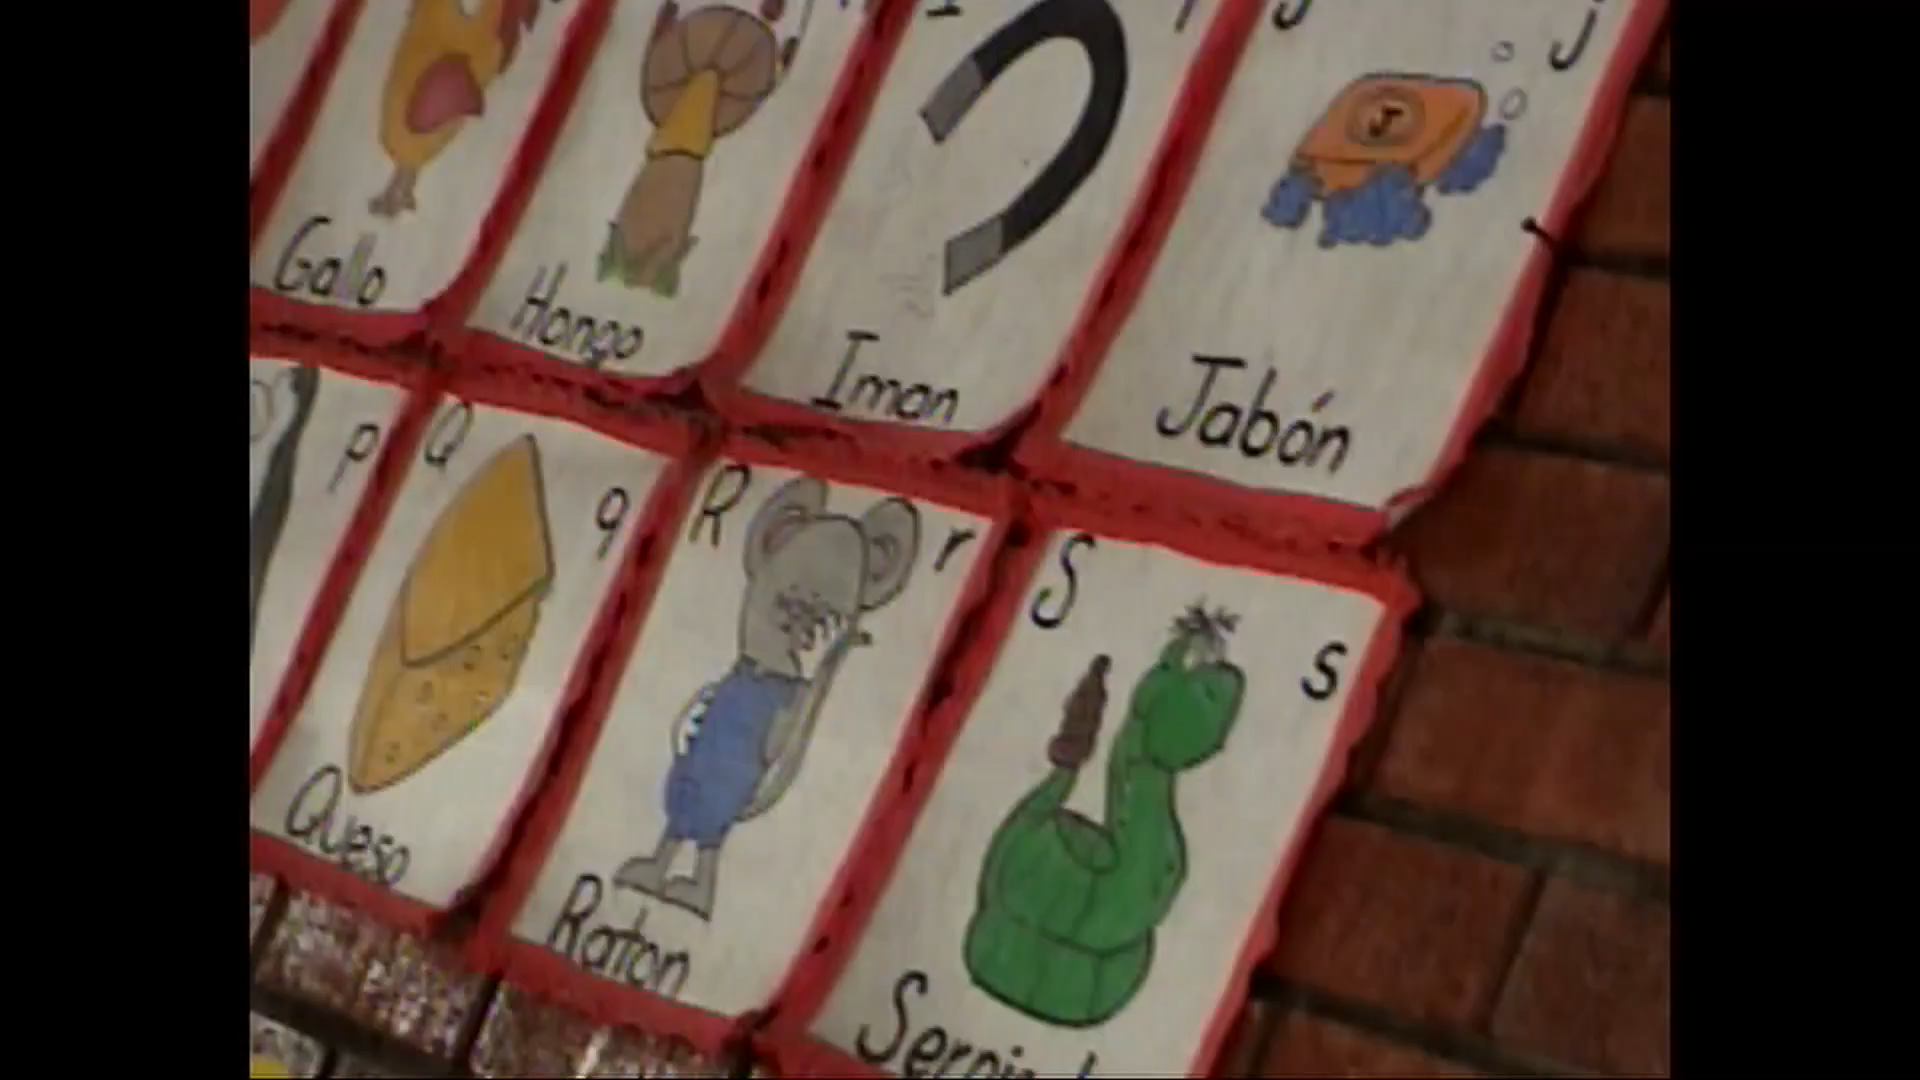 J j
J
Gallo
Hongo
Iman
Jabón
p
Q q
R r
S s
Queso
Raton